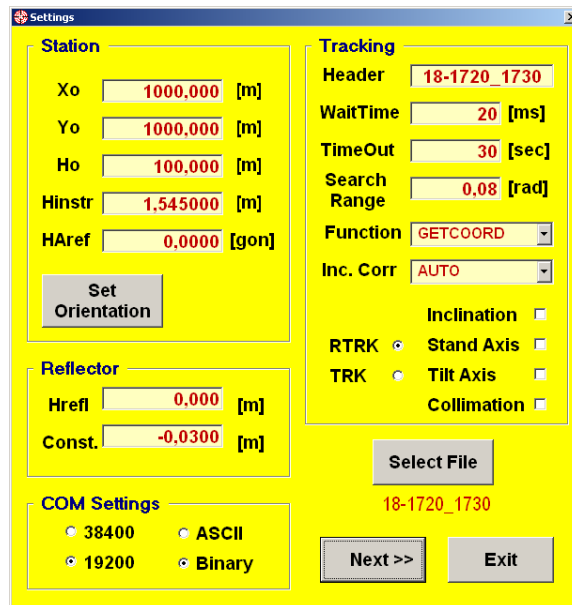 Settings
Station
Xo 1000,000 [m]
Yo 1000,000 [m]
Ho 100,000 [m]
Hinstr 1,545000 [m]
HAref 0,0000 [gon]
Set
Orientation
Reflector
Hrefl 0,000 [m]
Const. -0,0300 [m]
COM Settings
38400 ASCII
19200 Binary
Tracking
Header 18-1720_1730
WaitTime 20 [ms]
TimeOut 30 [sec]
Search
Range 0,08 [rad]
Function GETCOORD
Inc. Corr AUTO
Inclination
RTRK Stand Axis
TRK Tilt Axis
Collimation
Select File
18-1720_1730
Next >> Exit